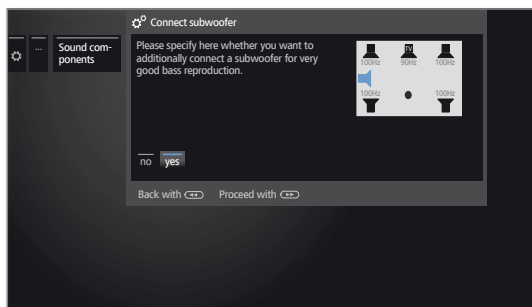 Connect subwoofer
...
Sound com-
ponents
Please specify here whether you want to
additionally connect a subwoofer for very
good bass reproduction.
TV
100Hz 90Hz 100Hz
100Hz 100Hz
no yes
Back with Proceed with